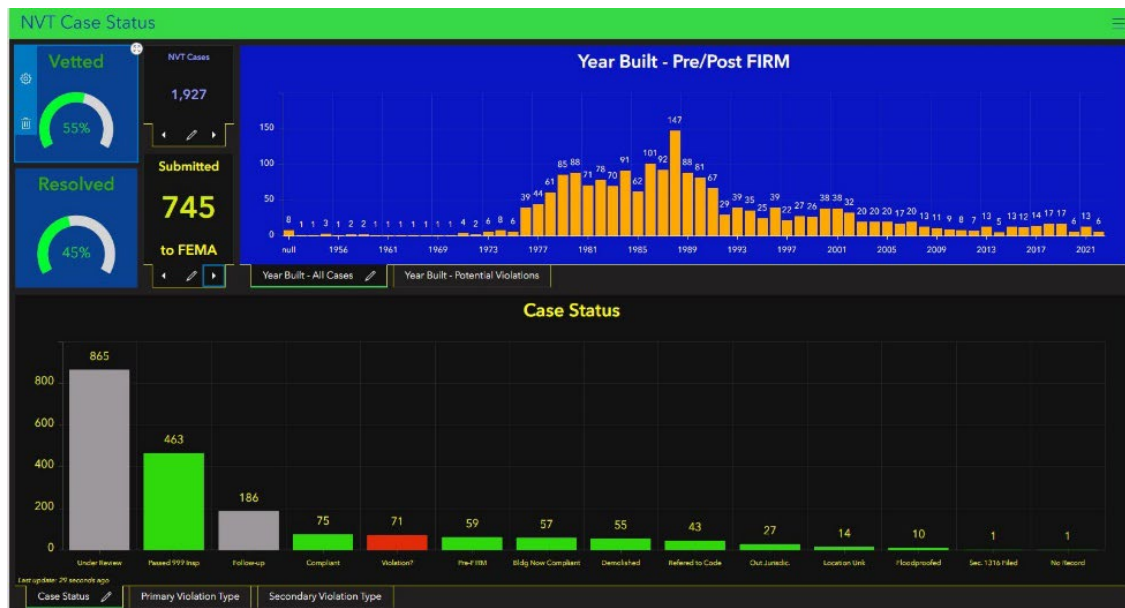 NVT Case Status
Vetted
55%
NVT Cases
1,927
Submitted
745
to FEMA
Resolved
45%
Year Built - Pre/Post FIRM
150
100
50
0
8 1 1 3 1 2 2 1 1 1 1 1 1 1 4 2 6 8 6 39 44 61 85 88 71 78 70 91 62 101 92 147 88 81 67 29 39 35 25 39 22 27 26 38 38 32 20 20 20 17 20 13 11 9 8 7 13 5 13 12 14 17 17 6 13 6
null 1956 1961 1969 1973 1977 1981 1985 1989 1993 1997 2001 2005 2009 2013 2017 2021
Year Built - All Cases Year Built - Potential Violations
Case Status
800
600
400
200
0
865 463 186 75 71 59 57 55 43 27 14 10 1 1
Under Review Passed 999 Insp Follow-up Compliant Violation? Pre-FIRM Bldg Now Compliant Demolished Refered to Code Out Jurisdic. Location Unk Floodproofed Sec. 1316 Filed No Record
Last update: 29 seconds ago
Case Status Primary Violation Type Secondary Violation Type